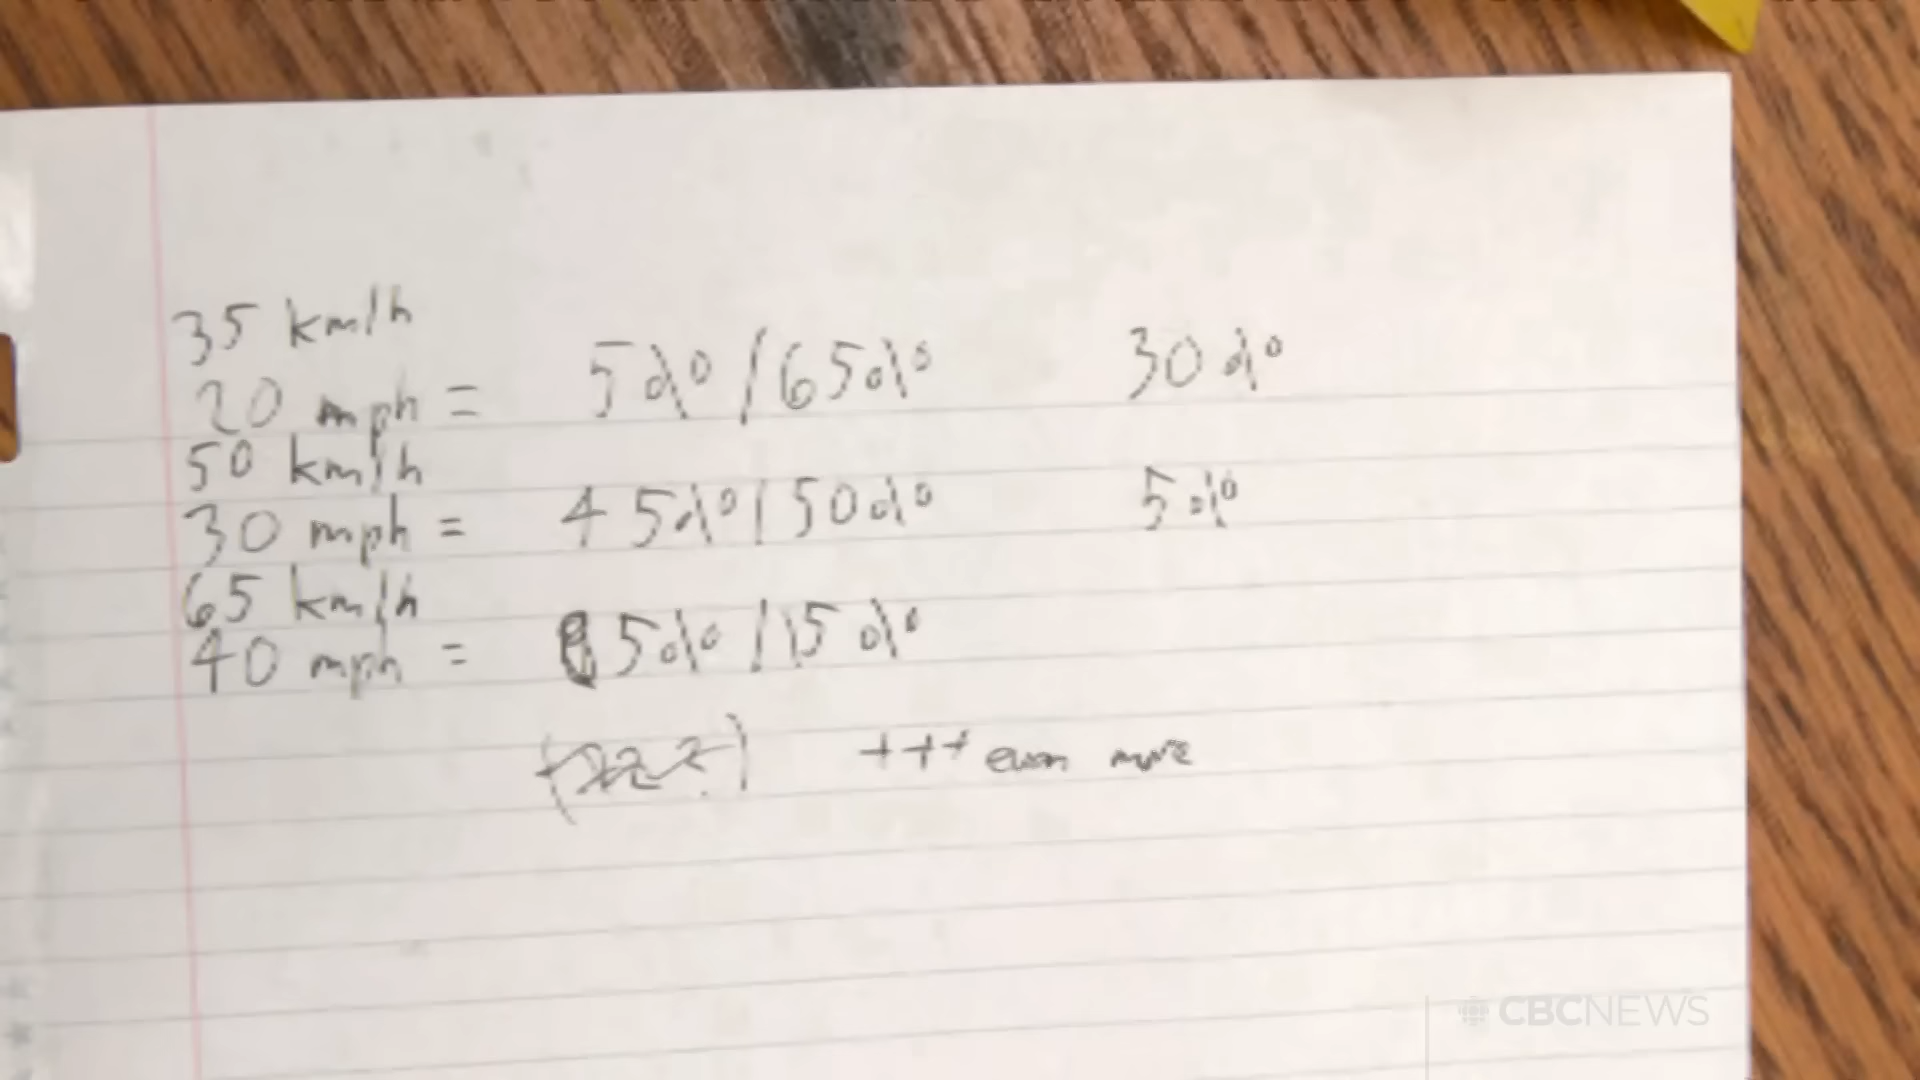 35 km/h
20 mph = 5% / 65% 30%
50 km/h
30 mph = 45% / 50% 5%
65 km/h
40 mph = 85% / 15%
+++ even more
CBCNEWS